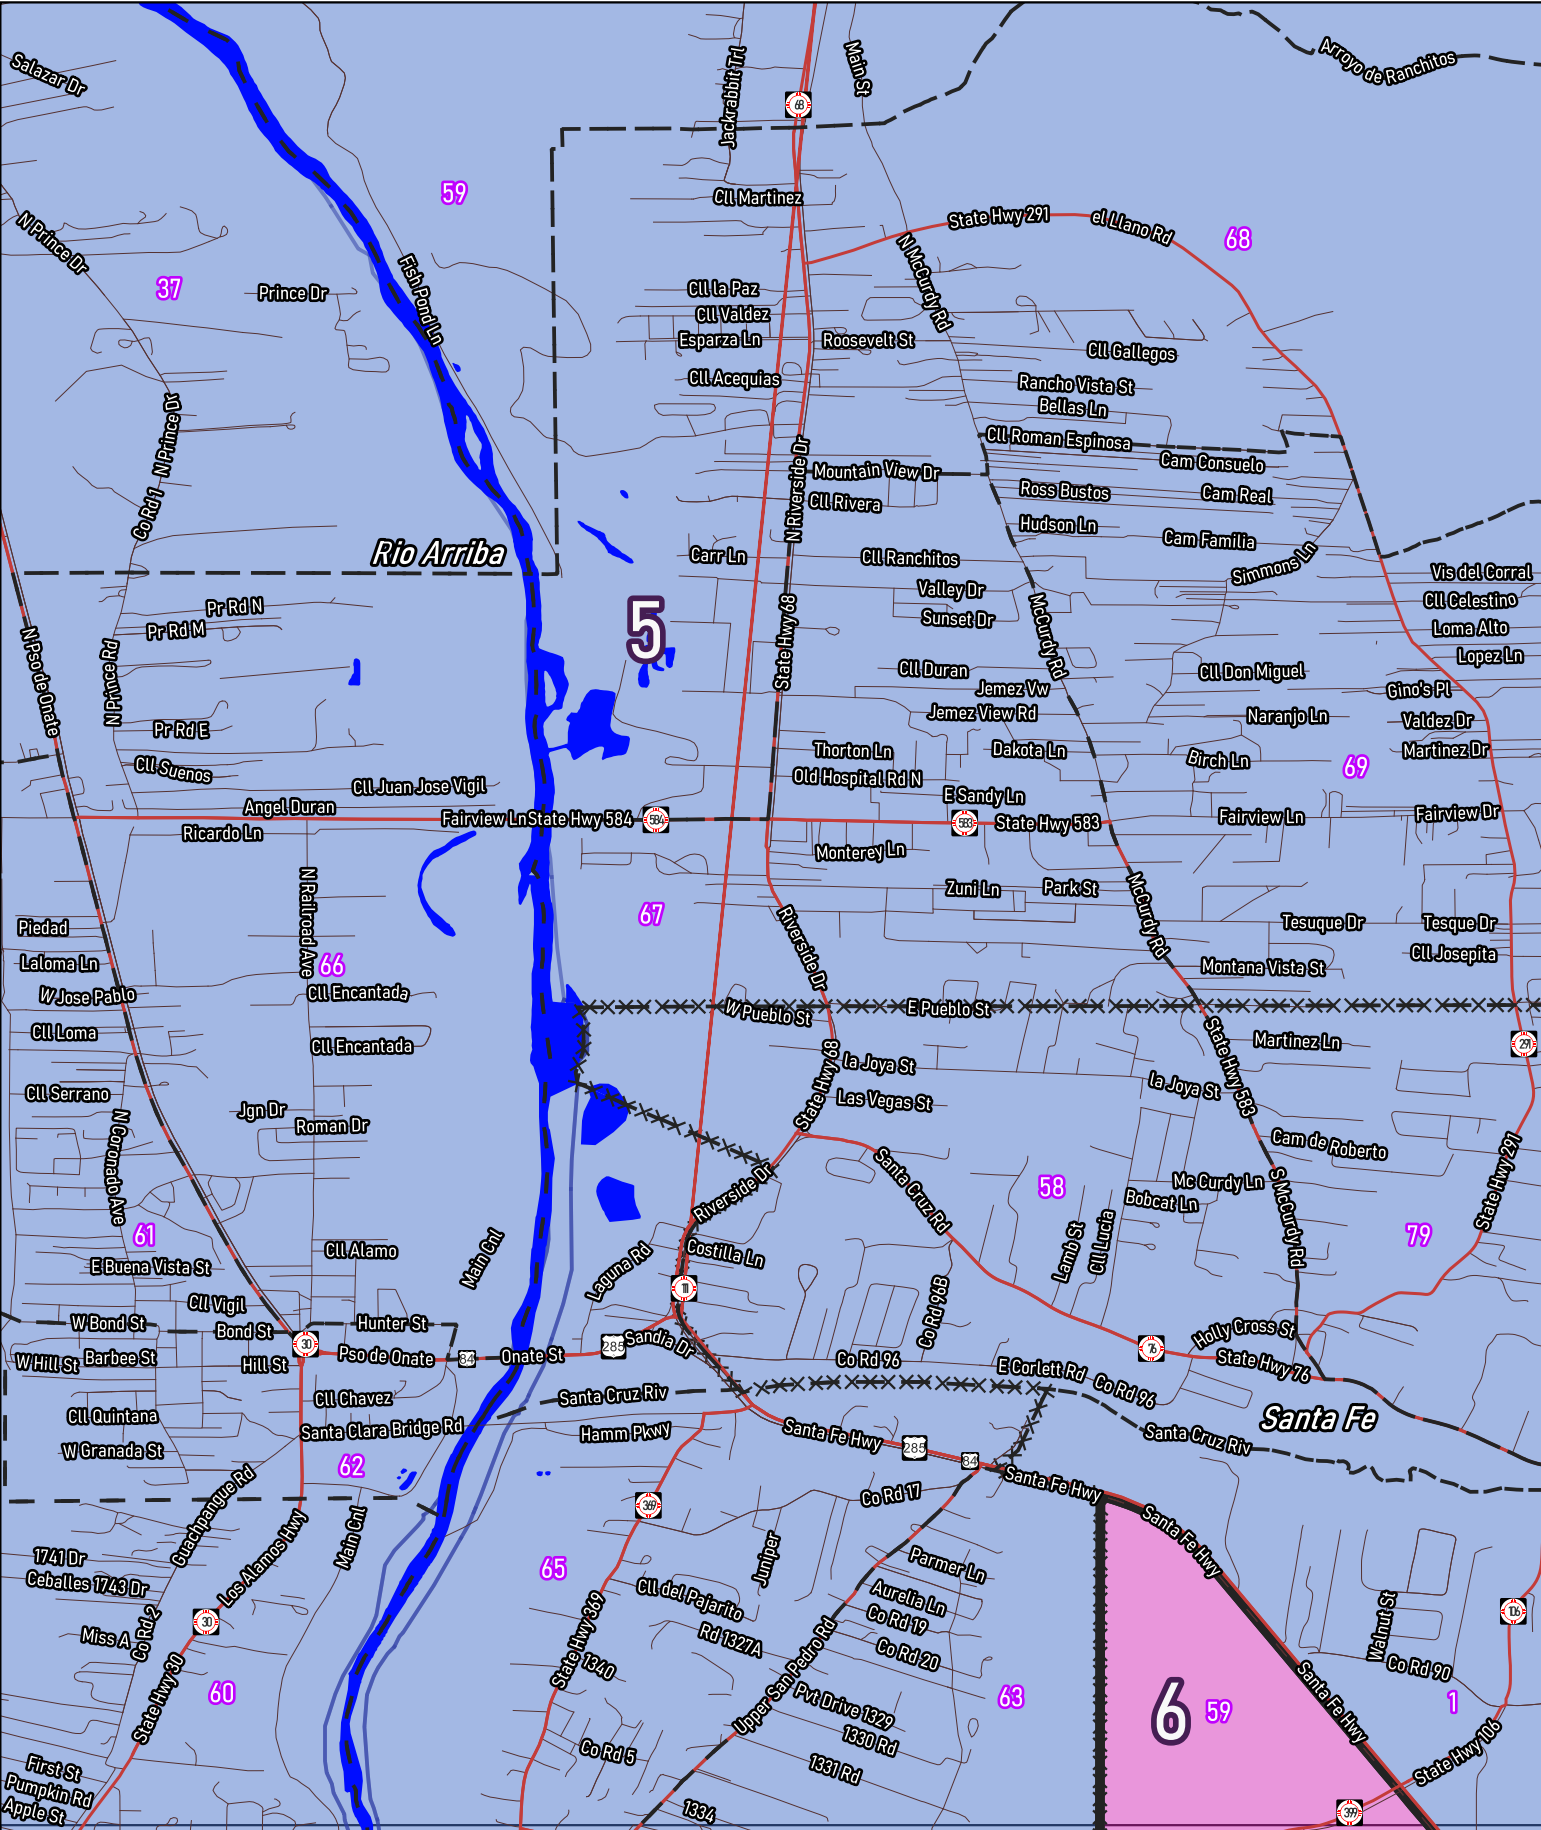 Salazar Dr
Jackrabbit Trl
Main St
Arroyo de Ranchitos
68
59
Cll Martinez
State Hwy 291
el Llano Rd
68
N Prince Dr
N McCurdy Rd
37
Prince Dr
Fish Pond Ln
Cll la Paz
Cll Valdez
Esparza Ln
Roosevelt St
Cll Gallegos
Cll Acequias
Rancho Vista St
Bellas Ln
N Prince Dr
Cll Roman Espinosa
Cam Consuelo
N Riverside Dr
Mountain View Dr
Co Rd 1
Cll Rivera
Ross Bustos
Cam Real
Hudson Ln
Cam Familia
Rio Arriba
Carr Ln
Cll Ranchitos
Simmons Ln
Vis del Corral
Valley Dr
Cll Celestino
Pr Rd N
Pr Rd M
5
State Hwy 68
Sunset Dr
McCurdy Rd
Loma Alto
Lopez Ln
N Pso de Onate
N Prince Rd
Cll Duran
Cll Don Miguel
Jemez Vw
Gino's Pl
Jemez View Rd
Naranjo Ln
Valdez Dr
Pr Rd E
Thorton Ln
Dakota Ln
Birch Ln
Martinez Dr
69
Cll Suenos
Cll Juan Jose Vigil
Old Hospital Rd N
E Sandy Ln
Angel Duran
Fairview Ln
State Hwy 584
584
583
State Hwy 583
Fairview Ln
Fairview Dr
Ricardo Ln
Monterey Ln
N Railroad Ave
Zuni Ln
Park St
McCurdy Rd
Piedad
67
Riverside Dr
Tesuque Dr
Tesque Dr
Laloma Ln
66
Montana Vista St
Cll Josepita
W Jose Pablo
Cll Encantada
W Pueblo St
E Pueblo St
Cll Loma
Cll Encantada
State Hwy 68
la Joya St
State Hwy 583
Martinez Ln
291
Cll Serrano
la Joya St
Las Vegas St
Jgn Dr
Roman Dr
N Coronado Ave
Cam de Roberto
Santa Cruz Rd
58
Mc Curdy Ln
Bobcat Ln
S McCurdy Rd
State Hwy 291
Riverside Dr
61
Lamb St
Cll Lucia
79
Cll Alamo
Main Cnl
Costilla Ln
E Buena Vista St
Laguna Rd
111
Co Rd 96B
Cll Vigil
W Bond St
Bond St
Hunter St
Holly Cross St
30
285
Sandia Dr
76
W Hill St
Barbee St
Hill St
Pso de Onate
84
Onate St
Co Rd 96
E Corlett Rd
State Hwy 76
Cll Chavez
Santa Cruz Riv
Co Rd 96
Cll Quintana
Santa Clara Bridge Rd
Hamm Pkwy
Santa Fe Hwy
285
84
Santa Fe
Santa Cruz Riv
W Granada St
62
Santa Fe Hwy
Guachpangue Rd
Co Rd 17
369
Santa Fe Hwy
Los Alamos Hwy
Main Cnl
1741 Dr
Ceballes 1743 Dr
65
Juniper
Parmer Ln
Cll del Pajarito
Aurelia Ln
30
Co Rd 2
Miss A
Co Rd 19
106
State Hwy 369
Rd 1327A
Walnut St
Co Rd 20
Co Rd 90
1340
Upper San Pedro Rd
State Hwy 30
60
63
6
59
Pvt Drive 1329
Santa Fe Hwy
1
1330 Rd
Co Rd 5
1331 Rd
State Hwy 106
First St
Pumpkin Rd
Apple St
1334
399